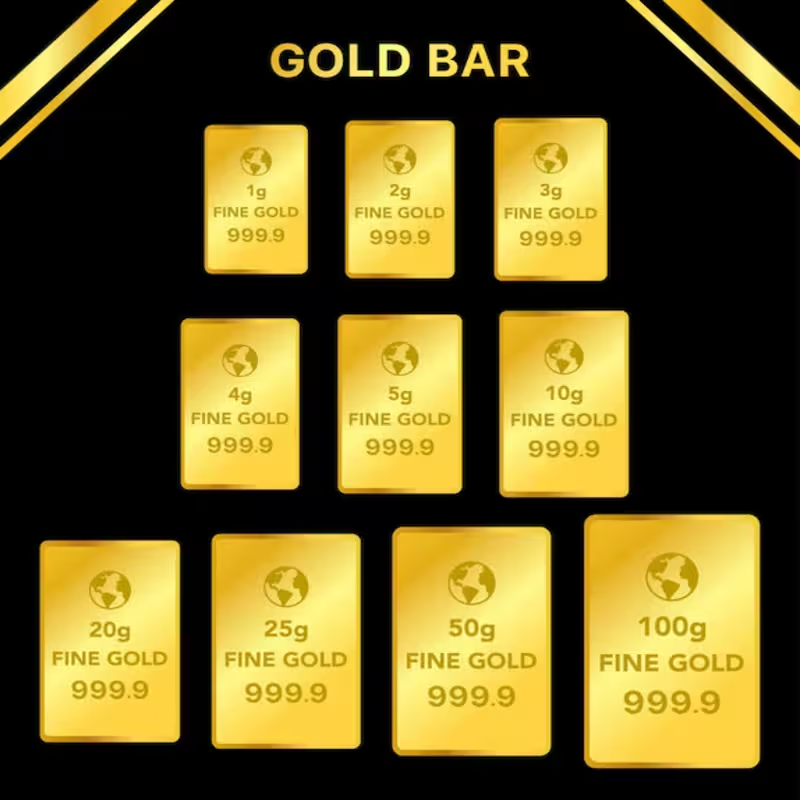 GOLD BAR
1g
FINE GOLD
999.9
2g
FINE GOLD
999.9
3g
FINE GOLD
999.9
4g
FINE GOLD
999.9
5g
FINE GOLD
999.9
10g
FINE GOLD
999.9
20g
FINE GOLD
999.9
25g
FINE GOLD
999.9
50g
FINE GOLD
999.9
100g
FINE GOLD
999.9